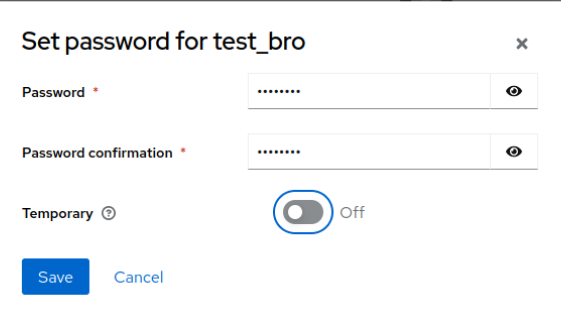 Set password for test_bro
Password *
••••••••
Password confirmation *
••••••••
Temporary
Off
Save
Cancel